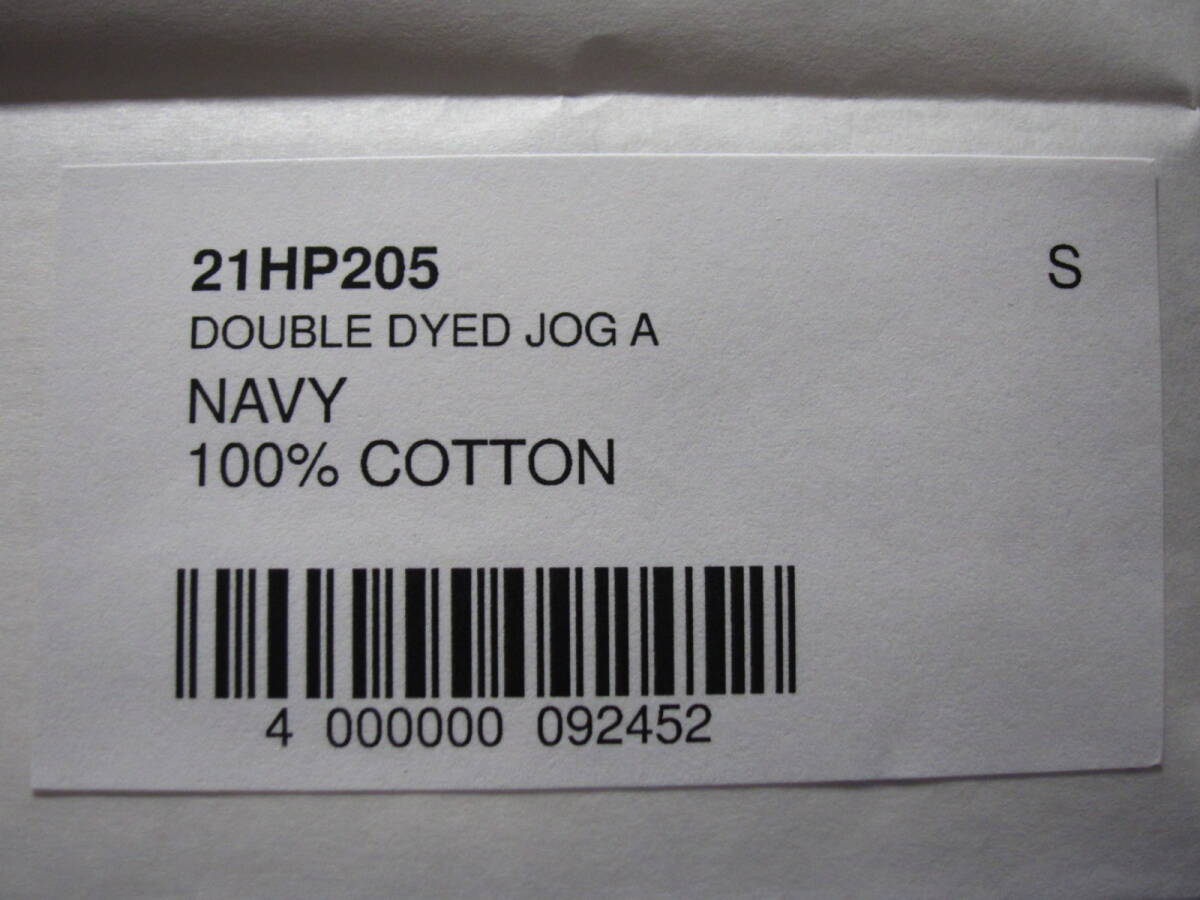 21HP205 S
DOUBLE DYED JOG A
NAVY
100% COTTON
4 000000 092452